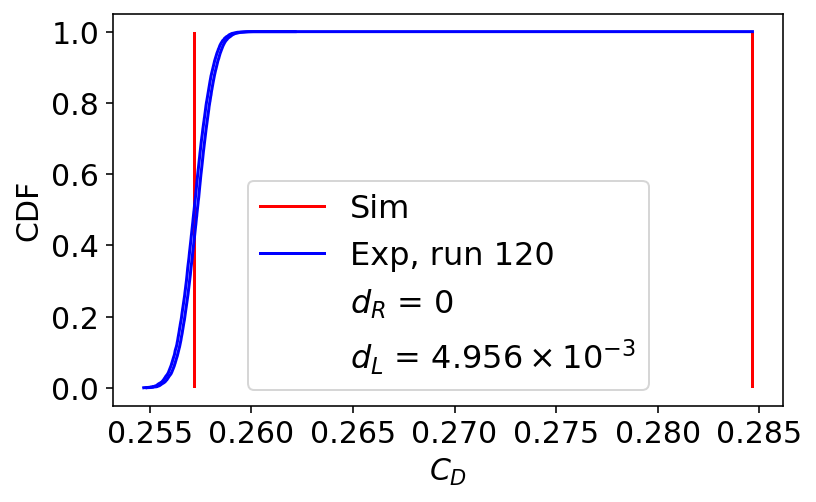 1.0
0.8
0.6
0.4
0.2
0.0
CDF
Sim
Exp, run 120
$d_R$ = 0
$d_L$ = 4.956 × 10⁻³
0.255 0.260 0.265 0.270 0.275 0.280 0.285
$C_D$